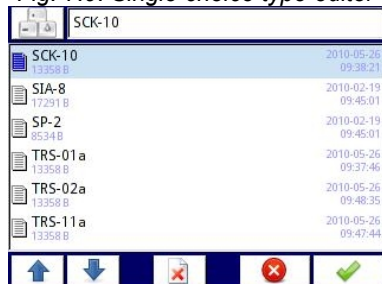 Fig. 7.6. Single choice type editor
SCK-10
SCK-10 2010-05-26
13358 B 09:38:21
SIA-8 2010-02-19
17291 B 09:45:01
SP-2 2010-02-19
8534 B 09:45:01
TRS-01a 2010-05-26
13358 B 09:37:46
TRS-02a 2010-05-26
13358 B 09:48:35
TRS-11a 2010-05-26
13358 B 09:47:44